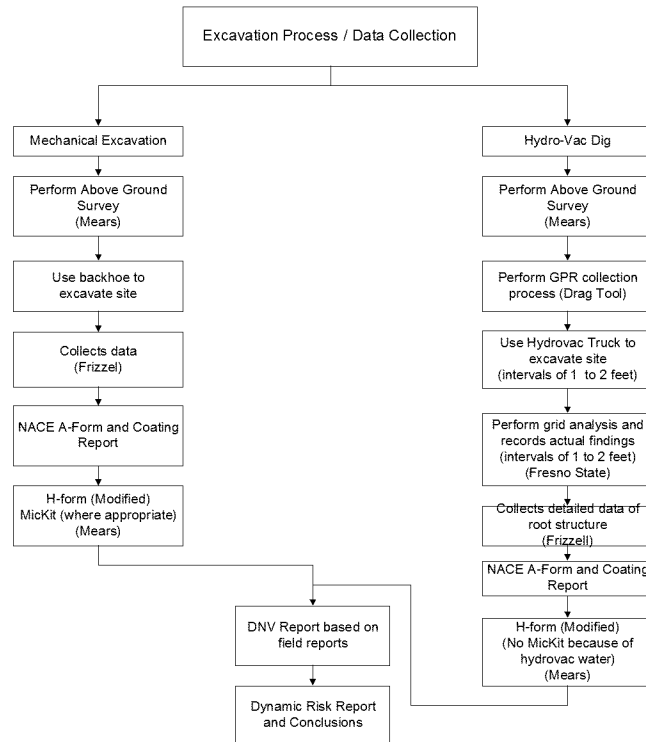 Excavation Process / Data Collection
Mechanical Excavation
Perform Above Ground
Survey
(Mears)
Use backhoe to
excavate site
Collects data
(Frizzel)
NACE A-Form and Coating
Report
H-form (Modified)
MicKit (where appropriate)
(Mears)
Hydro-Vac Dig
Perform Above Ground
Survey
(Mears)
Perform GPR collection
process (Drag Tool)
Use Hydrovac Truck to
excavate site
(intervals of 1 to 2 feet)
Perform grid analysis and
records actual findings
(intervals of 1 to 2 feet)
(Fresno State)
Collects detailed data of
root structure
(Frizzell)
NACE A-Form and Coating
Report
H-form (Modified)
(No MicKit because of
hydrovac water)
(Mears)
DNV Report based on
field reports
Dynamic Risk Report
and Conclusions